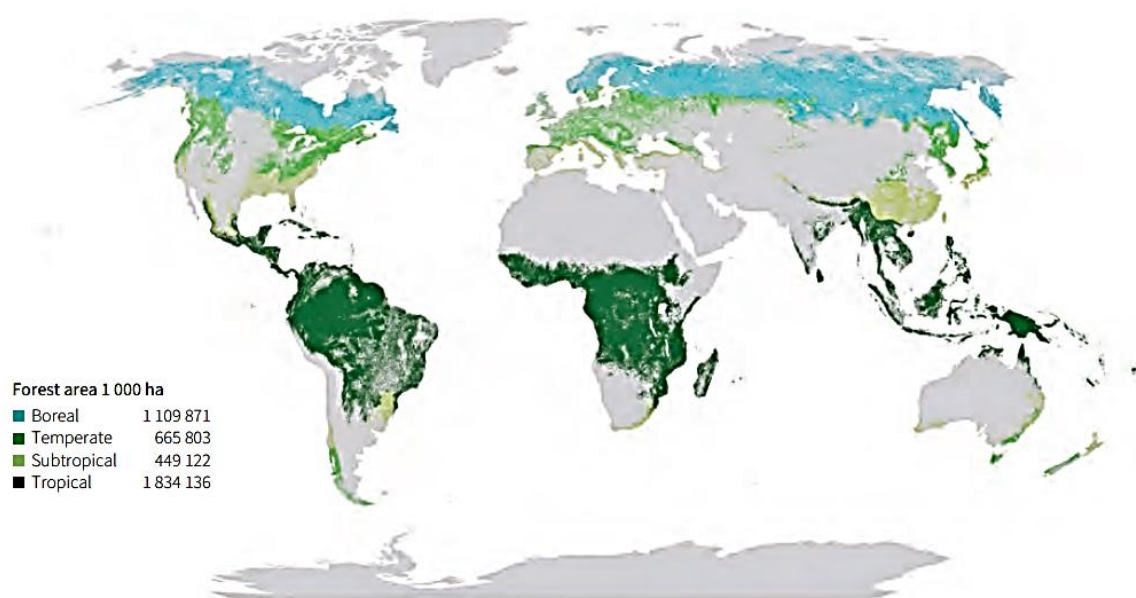 Forest area 1 000 ha
Boreal 1 109 871
Temperate 665 803
Subtropical 449 122
Tropical 1 834 136